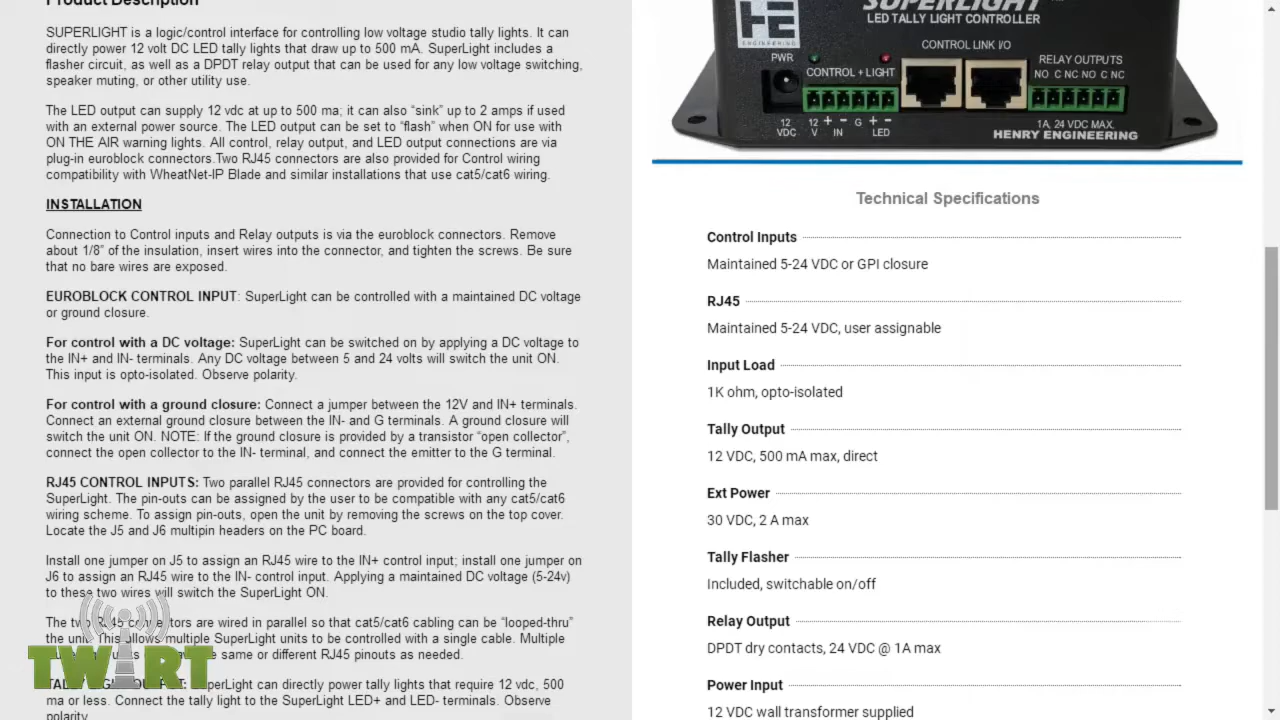 Product Description
SUPERLIGHT is a logic/control interface for controlling low voltage studio tally lights. It can
directly power 12 volt DC LED tally lights that draw up to 500 mA. SuperLight includes a
flasher circuit, as well as a DPDT relay output that can be used for any low voltage switching,
speaker muting, or other utility use.
The LED output can supply 12 vdc at up to 500 ma; it can also “sink” up to 2 amps if used
with an external power source. The LED output can be set to “flash” when ON for use with
ON THE AIR warning lights. All control, relay output, and LED output connections are via
plug-in euroblock connectors.Two RJ45 connectors are also provided for Control wiring
compatibility with WheatNet-IP Blade and similar installations that use cat5/cat6 wiring.
INSTALLATION
Connection to Control inputs and Relay outputs is via the euroblock connectors. Remove
about 1/8” of the insulation, insert wires into the connector, and tighten the screws. Be sure
that no bare wires are exposed.
EUROBLOCK CONTROL INPUT: SuperLight can be controlled with a maintained DC voltage
or ground closure.
For control with a DC voltage: SuperLight can be switched on by applying a DC voltage to
the IN+ and IN- terminals. Any DC voltage between 5 and 24 volts will switch the unit ON.
This input is opto-isolated. Observe polarity.
For control with a ground closure: Connect a jumper between the 12V and IN+ terminals.
Connect an external ground closure between the IN- and G terminals. A ground closure will
switch the unit ON. NOTE: If the ground closure is provided by a transistor “open collector”,
connect the open collector to the IN- terminal, and connect the emitter to the G terminal.
RJ45 CONTROL INPUTS: Two parallel RJ45 connectors are provided for controlling the
SuperLight. The pin-outs can be assigned by the user to be compatible with any cat5/cat6
wiring scheme. To assign pin-outs, open the unit by removing the screws on the top cover.
Locate the J5 and J6 multipin headers on the PC board.
Install one jumper on J5 to assign an RJ45 wire to the IN+ control input; install one jumper on
J6 to assign an RJ45 wire to the IN- control input. Applying a maintained DC voltage (5-24v)
to these two wires will switch the SuperLight ON.
The two RJ45 connectors are wired in parallel so that cat5/cat6 cabling can be “looped-thru”
the unit. This allows multiple SuperLight units to be controlled with a single cable. Multiple
same or different RJ45 pinouts as needed.
SuperLight can directly power tally lights that require 12 vdc, 500
ma or less. Connect the tally light to the SuperLight LED+ and LED- terminals. Observe
polarity.
TWiRT
SUPERLIGHT™
LED TALLY LIGHT CONTROLLER
HE
ENGINEERING
CONTROL LINK I/O
PWR
CONTROL + LIGHT
RELAY OUTPUTS
NO C NC NO C NC
12 VDC
12 V + - IN G + - LED
1A, 24 VDC MAX.
HENRY ENGINEERING
Technical Specifications
Control Inputs
Maintained 5-24 VDC or GPI closure
RJ45
Maintained 5-24 VDC, user assignable
Input Load
1K ohm, opto-isolated
Tally Output
12 VDC, 500 mA max, direct
Ext Power
30 VDC, 2 A max
Tally Flasher
Included, switchable on/off
Relay Output
DPDT dry contacts, 24 VDC @ 1A max
Power Input
12 VDC wall transformer supplied